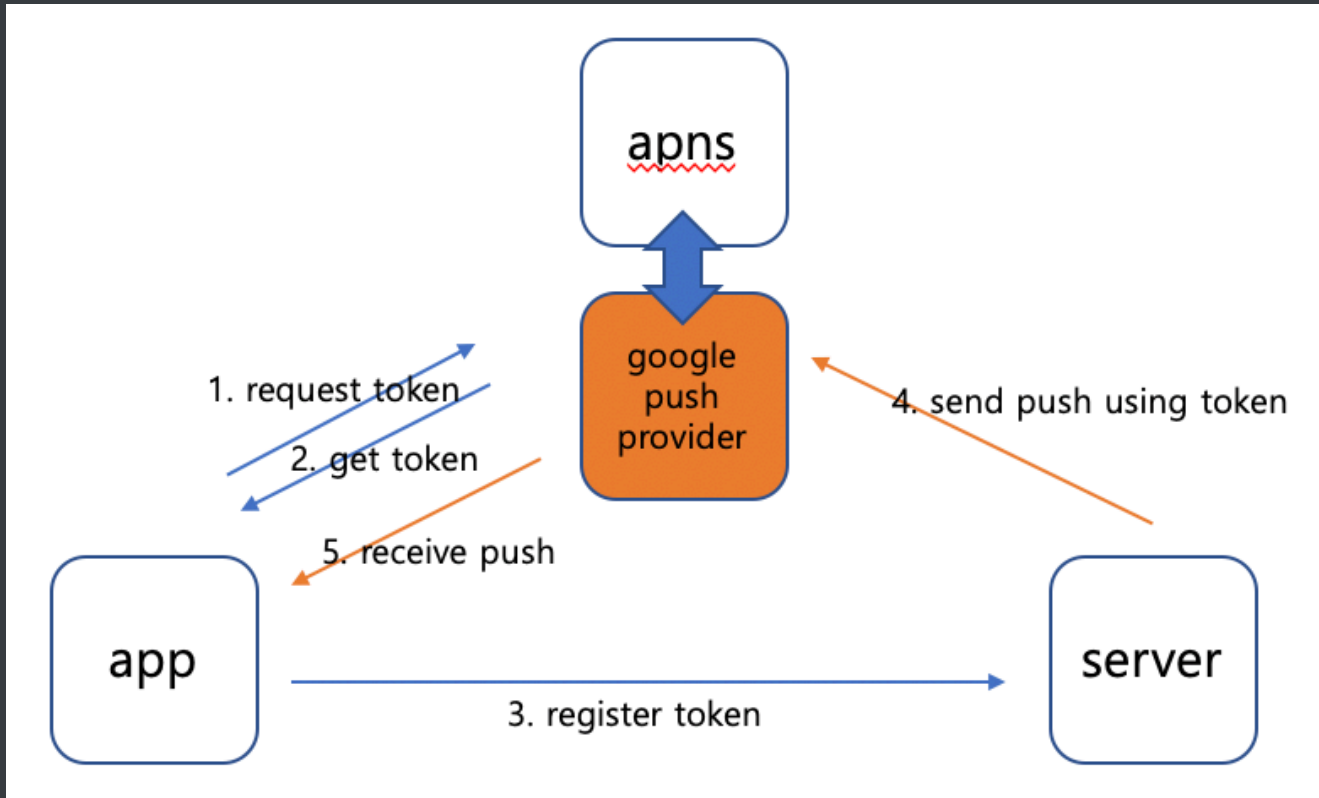 apns
google
push
provider
1. request token
4. send push using token
2. get token
5. receive push
app
server
3. register token